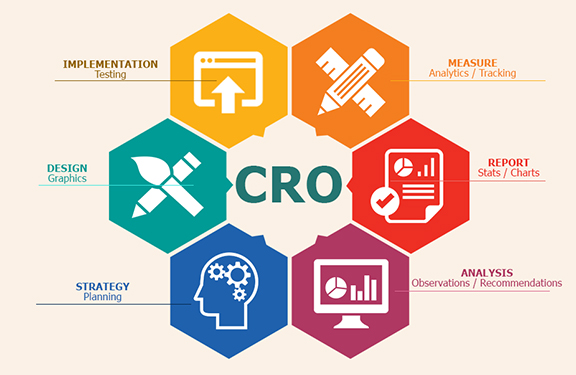 IMPLEMENTATION
Testing
MEASURE
Analytics / Tracking
DESIGN
Graphics
CRO
REPORT
Stats / Charts
STRATEGY
Planning
ANALYSIS
Observations / Recommendations